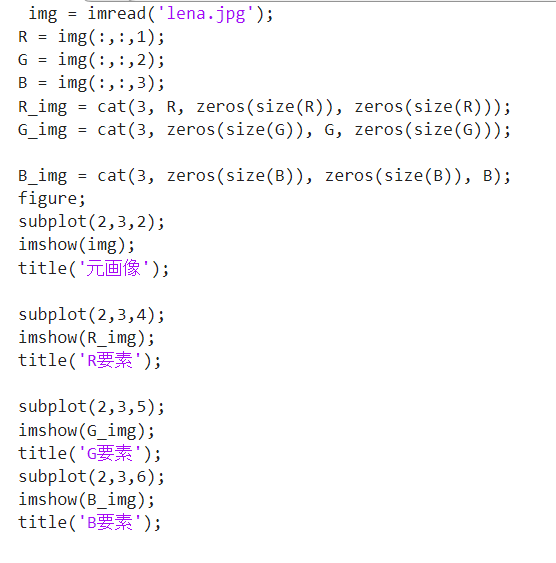 img = imread('lena.jpg');
R = img(:,:,1);
G = img(:,:,2);
B = img(:,:,3);
R_img = cat(3, R, zeros(size(R)), zeros(size(R)));
G_img = cat(3, zeros(size(G)), G, zeros(size(G)));
B_img = cat(3, zeros(size(B)), zeros(size(B)), B);
figure;
subplot(2,3,2);
imshow(img);
title('元画像');
subplot(2,3,4);
imshow(R_img);
title('R要素');
subplot(2,3,5);
imshow(G_img);
title('G要素');
subplot(2,3,6);
imshow(B_img);
title('B要素');